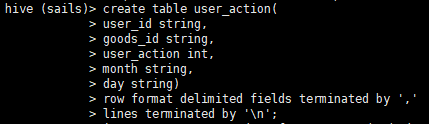 hive (sails)> create table user_action(
> user_id string,
> goods_id string,
> user_action int,
> month string,
> day string)
> row format delimited fields terminated by ','
> lines terminated by '\n';